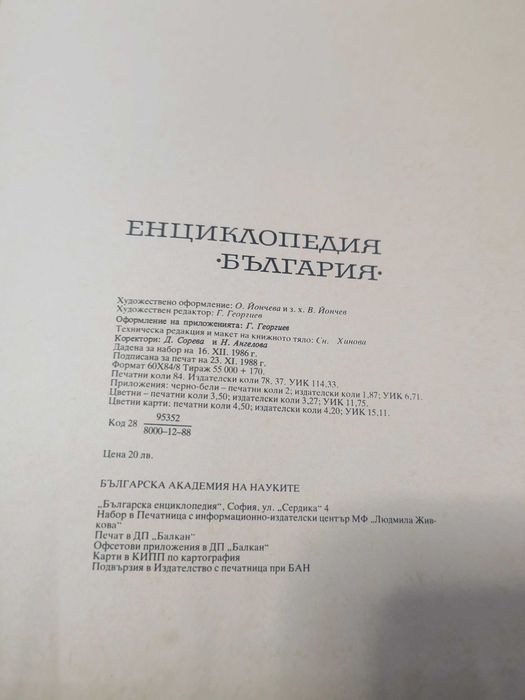 ЕНЦИКЛОПЕДИЯ
·БЪЛГАРИЯ·
Художествено оформление: О. Йончева и з. х. В. Йончев
Художествен редактор: Г. Георгиев
Оформление на приложенията: Г. Георгиев
Техническа редакция и макет на книжното тяло: Сн. Хинова
Коректори: Д. Сорева и Н. Ангелова
Дадена за набор на 16. XII. 1986 г.
Подписана за печат на 23. XI. 1988 г.
Формат 60X84/8 Тираж 55 000 + 170.
Печатни коли 84. Издателски коли 78, 37. УИК 114.33.
Приложения: черно-бели – печатни коли 2; издателски коли 1,87; УИК 6,71.
Цветни – печатни коли 3,50; издателски коли 3,27; УИК 11,75.
Цветни карти: печатни коли 4,50; издателски коли 4,20; УИК 15,11.
Код 28 95352
8000–12–88
Цена 20 лв.
БЪЛГАРСКА АКАДЕМИЯ НА НАУКИТЕ
„Българска енциклопедия", София, ул. „Сердика" 4
Набор в Печатница с информационно-издателски център МФ „Людмила Жив-
кова"
Печат в ДП „Балкан"
Офсетови приложения в ДП „Балкан"
Карти в КИПП по картография
Подвързия в Издателство с печатница при БАН